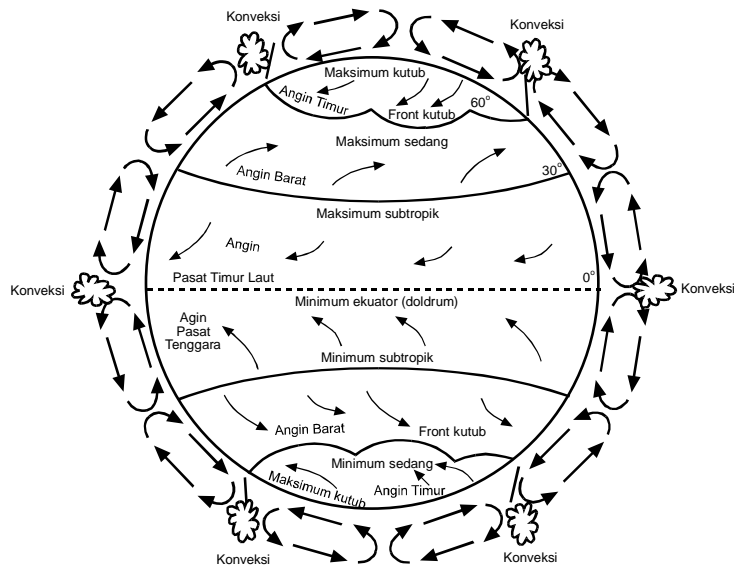 Konveksi
Konveksi
Maksimum kutub
Angin Timur
60°
Front kutub
Maksimum sedang
Angin Barat
30°
Maksimum subtropik
Angin
Pasat Timur Laut
0°
Konveksi
Konveksi
Minimum ekuator (doldrum)
Agin
Pasat
Tenggara
Minimum subtropik
Angin Barat
Front kutub
Minimum sedang
Maksimum kutub
Angin Timur
Konveksi
Konveksi